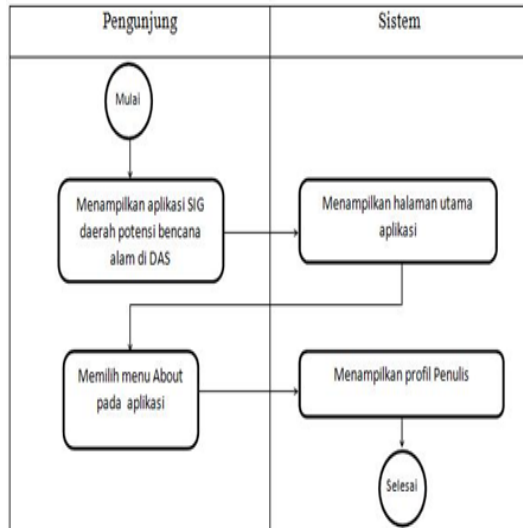 Pengunjung
Sistem
Mulai
Menampilkan aplikasi SIG
daerah potensi bencana
alam di DAS
Menampilkan halaman utama
aplikasi
Memilih menu About
pada aplikasi
Menampilkan profil Penulis
Selesai